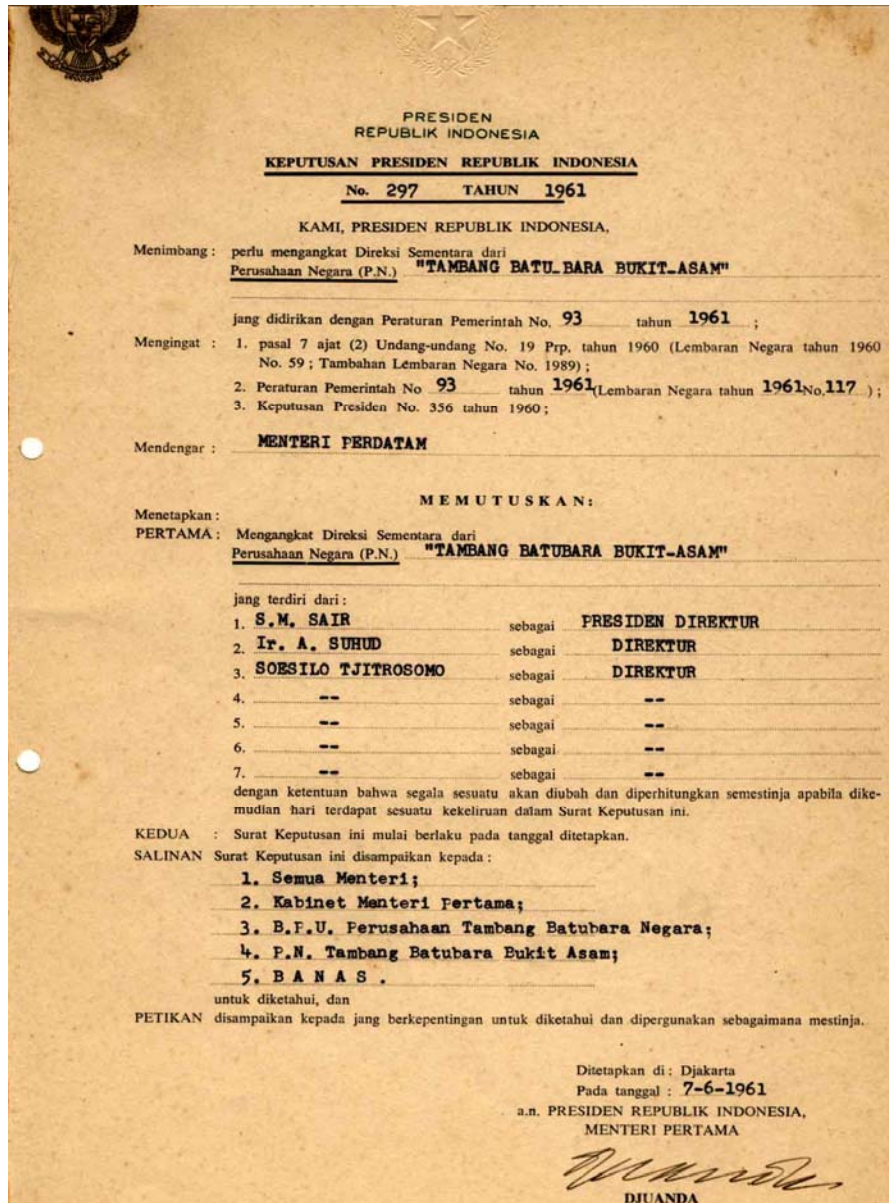 PRESIDEN
REPUBLIK INDONESIA
KEPUTUSAN PRESIDEN REPUBLIK INDONESIA
No. 297 TAHUN 1961
KAMI, PRESIDEN REPUBLIK INDONESIA,
Menimbang : perlu mengangkat Direksi Sementara dari
Perusahaan Negara (P.N.) "TAMBANG BATU_BARA BUKIT_ASAM"
jang didirikan dengan Peraturan Pemerintah No. 93 tahun 1961 ;
Mengingat : 1. pasal 7 ajat (2) Undang-undang No. 19 Prp. tahun 1960 (Lembaran Negara tahun 1960
No. 59 ; Tambahan Lembaran Negara No. 1989) ;
2. Peraturan Pemerintah No 93 tahun 1961 (Lembaran Negara tahun 1961 No. 117 ) ;
3. Keputusan Presiden No. 356 tahun 1960 ;
Mendengar : MENTERI PERDATAM
MEMUTUSKAN:
Menetapkan :
PERTAMA : Mengangkat Direksi Sementara dari
Perusahaan Negara (P.N.) "TAMBANG BATUBARA BUKIT_ASAM"
jang terdiri dari :
1. S.M. SAIR sebagai PRESIDEN DIREKTUR
2. Ir. A. SUHUD sebagai DIREKTUR
3. SOESILO TJITROSOMO sebagai DIREKTUR
4. -- sebagai --
5. -- sebagai --
6. -- sebagai --
7. -- sebagai --
dengan ketentuan bahwa segala sesuatu akan diubah dan diperhitungkan semestinja apabila dike-
mudian hari terdapat sesuatu kekeliruan dalam Surat Keputusan ini.
KEDUA : Surat Keputusan ini mulai berlaku pada tanggal ditetapkan.
SALINAN Surat Keputusan ini disampaikan kepada :
1. Semua Menteri;
2. Kabinet Menteri Pertama;
3. B.P.U. Perusahaan Tambang Batubara Negara;
4. P.N. Tambang Batubara Bukit Asam;
5. B A N A S .
untuk diketahui, dan
PETIKAN disampaikan kepada jang berkepentingan untuk diketahui dan dipergunakan sebagaimana mestinja.
Ditetapkan di : Djakarta
Pada tanggal : 7-6-1961
a.n. PRESIDEN REPUBLIK INDONESIA,
MENTERI PERTAMA
DJUANDA